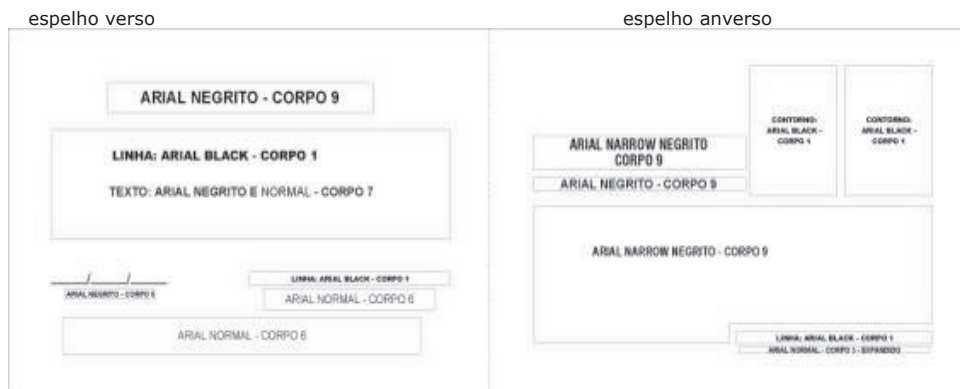 espelho verso
espelho anverso
ARIAL NEGRITO - CORPO 9
LINHA: ARIAL BLACK - CORPO 1
TEXTO: ARIAL NEGRITO E NORMAL - CORPO 7
___/___/___
ARIAL NEGRITO - CORPO 6
LINHA: ARIAL BLACK - CORPO 1
ARIAL NORMAL - CORPO 6
ARIAL NORMAL - CORPO 6
CONTORNO:
ARIAL BLACK -
CORPO 1
CONTORNO:
ARIAL BLACK -
CORPO 1
ARIAL NARROW NEGRITO
CORPO 9
ARIAL NEGRITO - CORPO 9
ARIAL NARROW NEGRITO - CORPO 9
LINHA: ARIAL BLACK - CORPO 1
ARIAL NORMAL - CORPO 5 - EXPANDIDO